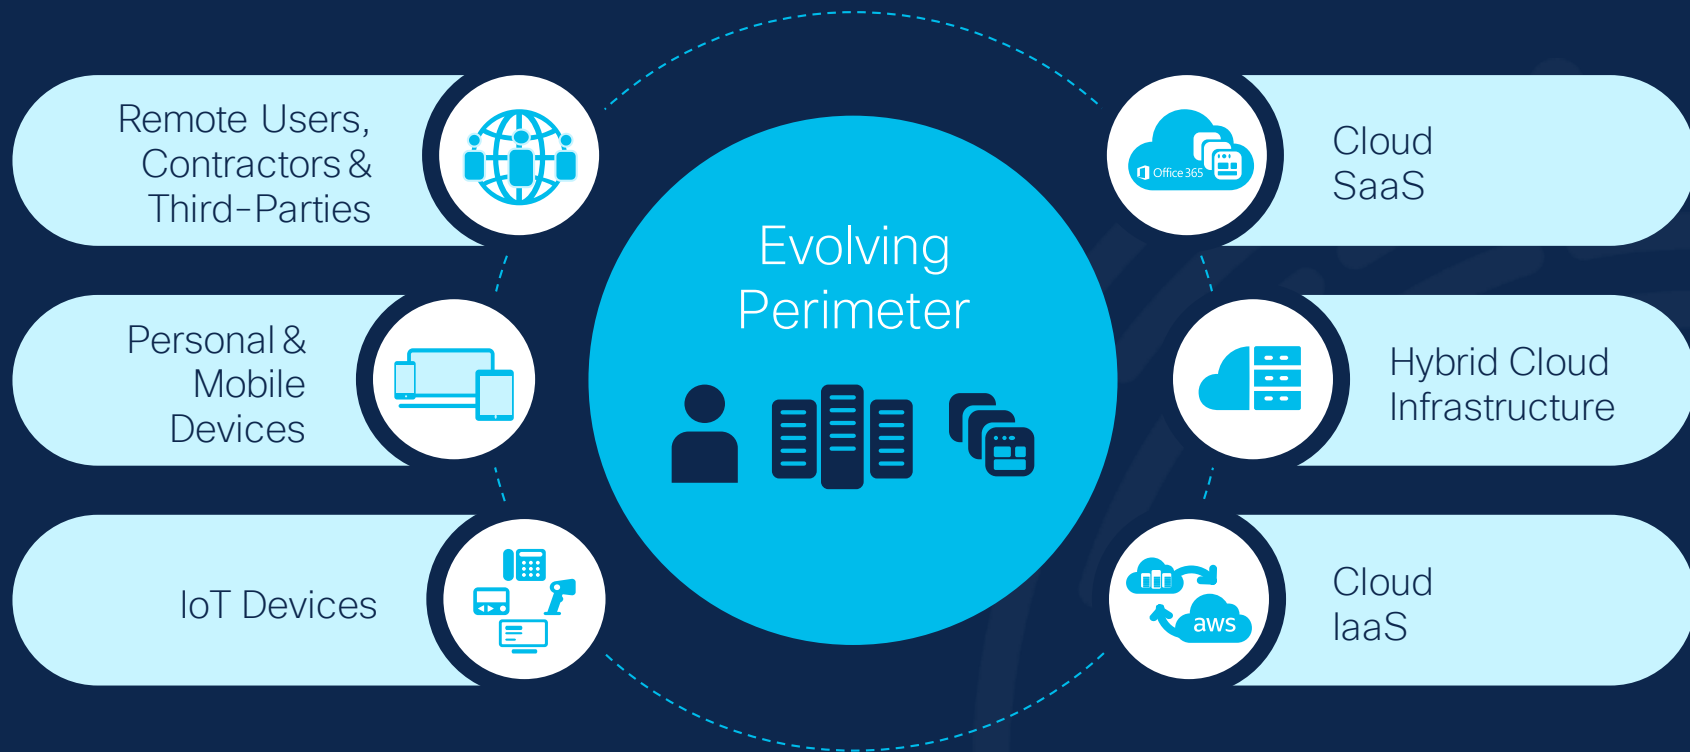 Remote Users,
Contractors &
Third-Parties
Personal &
Mobile
Devices
IoT Devices
Evolving
Perimeter
Office 365
Cloud
SaaS
Hybrid Cloud
Infrastructure
aws
Cloud
IaaS